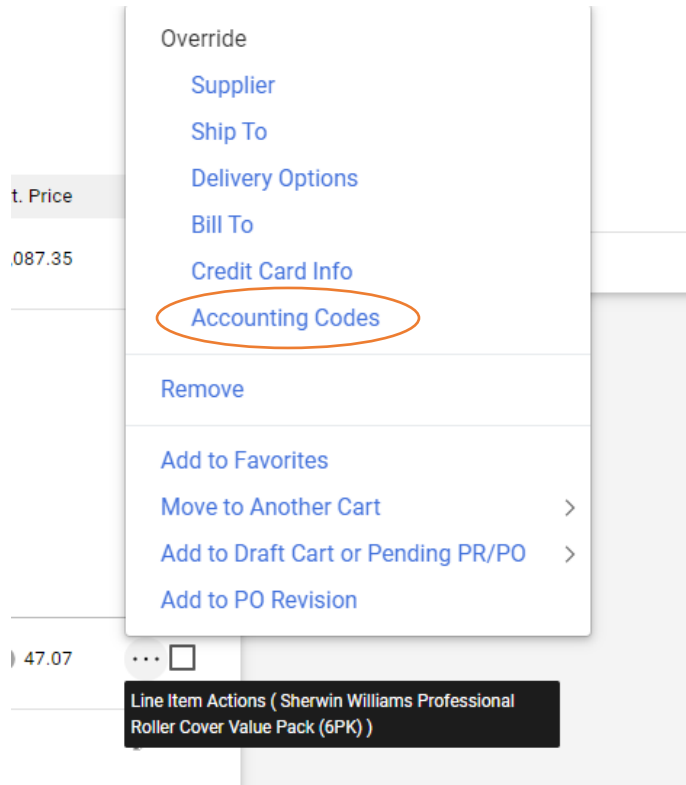 Override
Supplier
Ship To
Delivery Options
t. Price
Bill To
,087.35
Credit Card Info
Accounting Codes
Remove
Add to Favorites
Move to Another Cart
Add to Draft Cart or Pending PR/PO
Add to PO Revision
47.07
Line Item Actions ( Sherwin Williams Professional
Roller Cover Value Pack (6PK) )